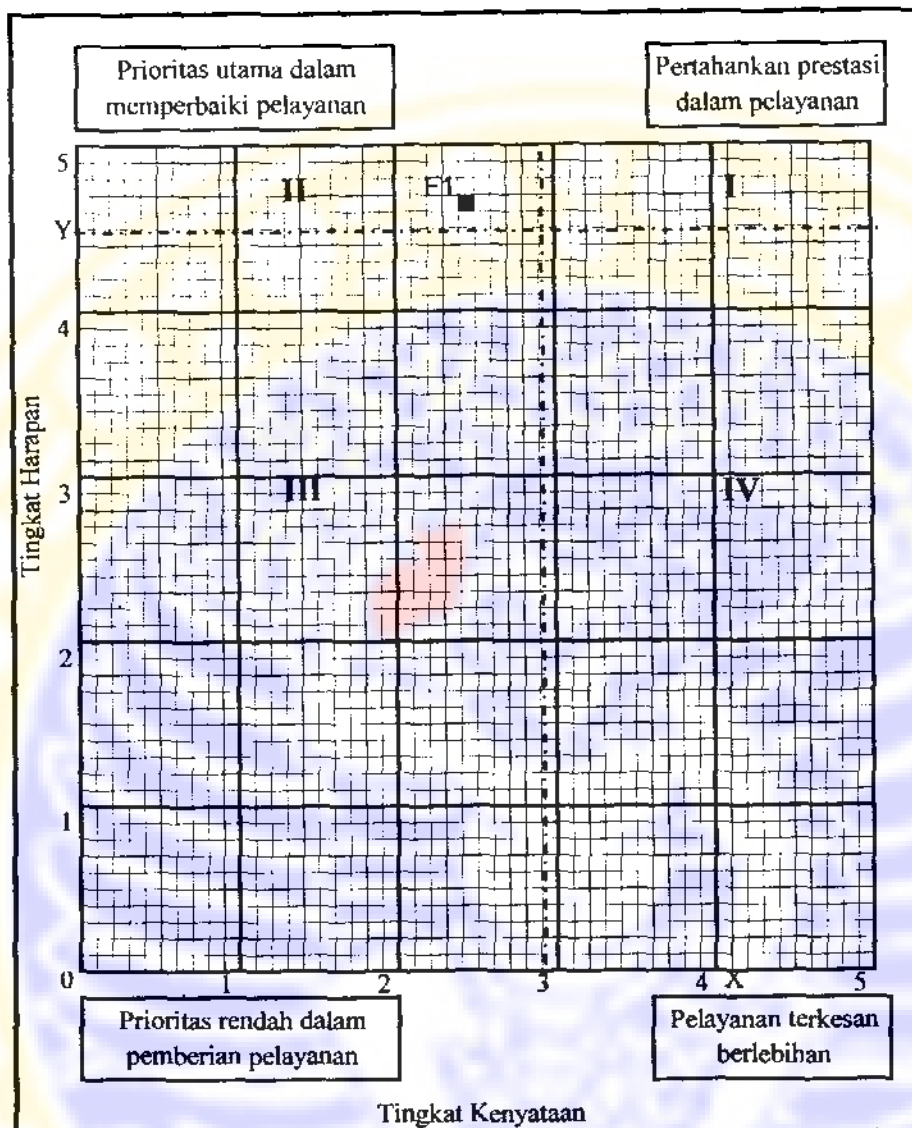 Prioritas utama dalam
memperbaiki pelayanan
Pertahankan prestasi
dalam pelayanan
5
II
F1
I
Y
4
Tingkat Harapan
3
III
IV
2
1
0
1
2
3
4
X
5
Prioritas rendah dalam
pemberian pelayanan
Pelayanan terkesan
berlebihan
Tingkat Kenyataan